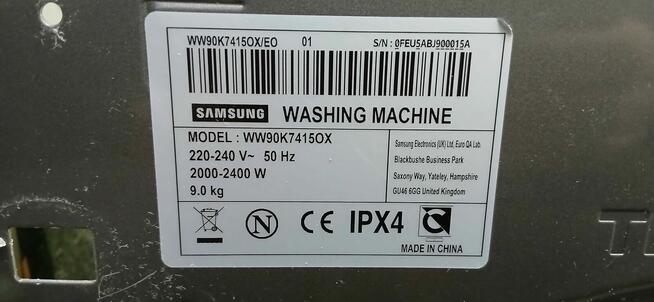 WW90K7415OX/EO 01 S/N : 0FEU5ABJ900015A
SAMSUNG WASHING MACHINE
MODEL : WW90K7415OX
220-240 V~ 50 Hz
2000-2400 W
9.0 kg
Samsung Electronics (UK) Ltd, Euro QA Lab.
Blackbushe Business Park
Saxony Way, Yateley, Hampshire
GU46 6GG United Kingdom
N CE IPX4
MADE IN CHINA